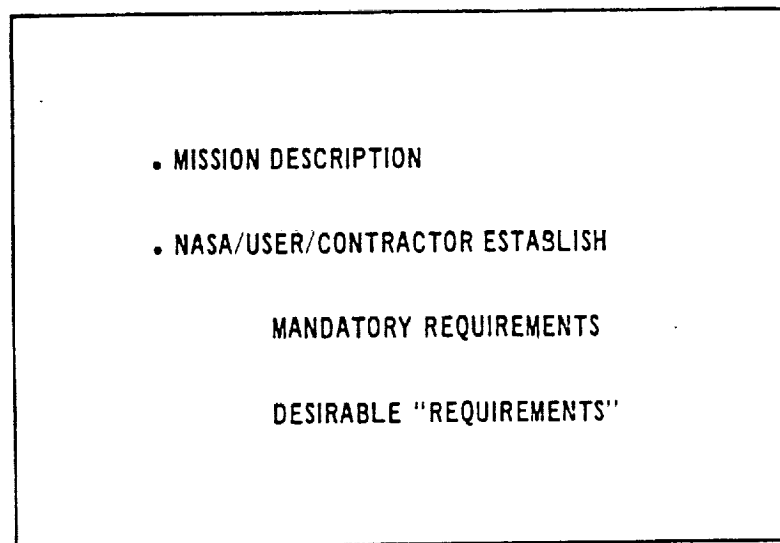 • MISSION DESCRIPTION
• NASA/USER/CONTRACTOR ESTABLISH
MANDATORY REQUIREMENTS
DESIRABLE "REQUIREMENTS"